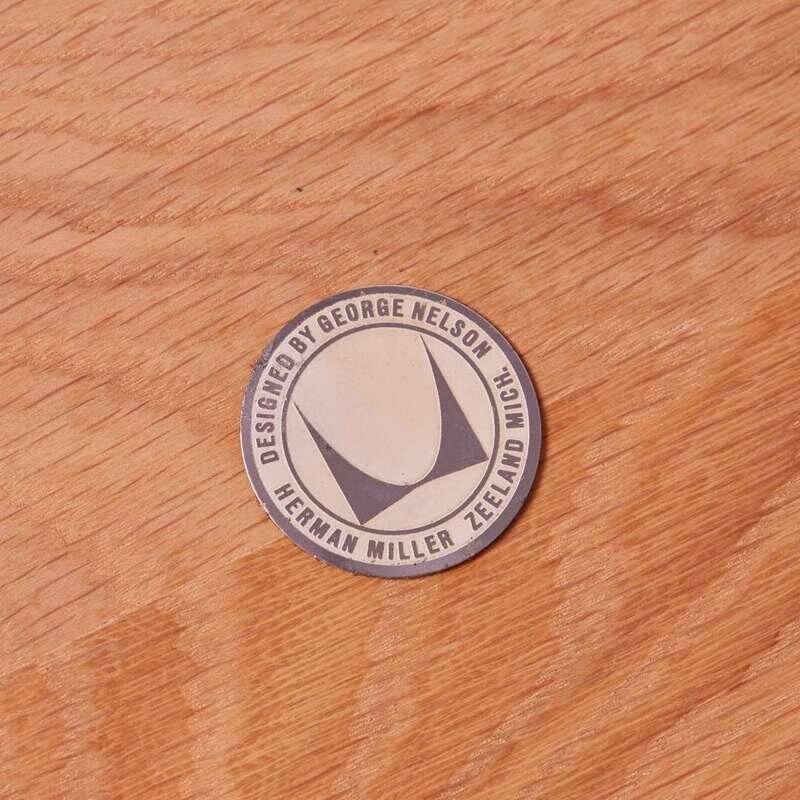 DESIGNED BY GEORGE NELSON
HERMAN MILLER ZEELAND MICH.